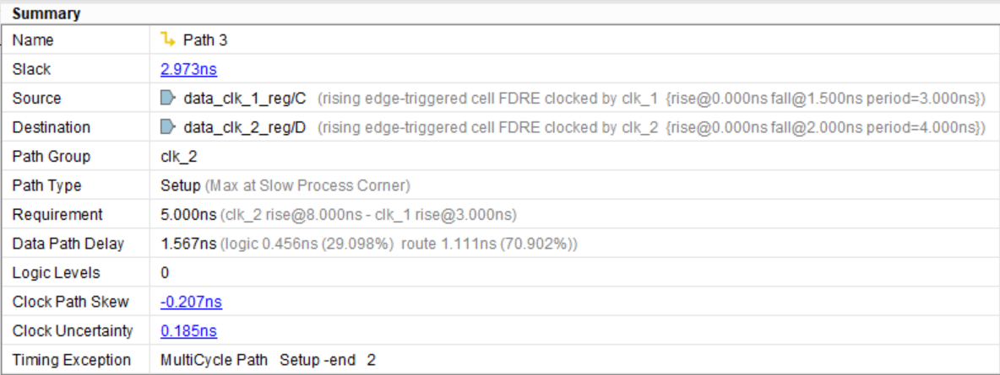 Summary
Name Path 3
Slack 2.973ns
Source data_clk_1_reg/C (rising edge-triggered cell FDRE clocked by clk_1 {rise@0.000ns fall@1.500ns period=3.000ns})
Destination data_clk_2_reg/D (rising edge-triggered cell FDRE clocked by clk_2 {rise@0.000ns fall@2.000ns period=4.000ns})
Path Group clk_2
Path Type Setup (Max at Slow Process Corner)
Requirement 5.000ns (clk_2 rise@8.000ns - clk_1 rise@3.000ns)
Data Path Delay 1.567ns (logic 0.456ns (29.098%) route 1.111ns (70.902%))
Logic Levels 0
Clock Path Skew -0.207ns
Clock Uncertainty 0.185ns
Timing Exception MultiCycle Path Setup -end 2